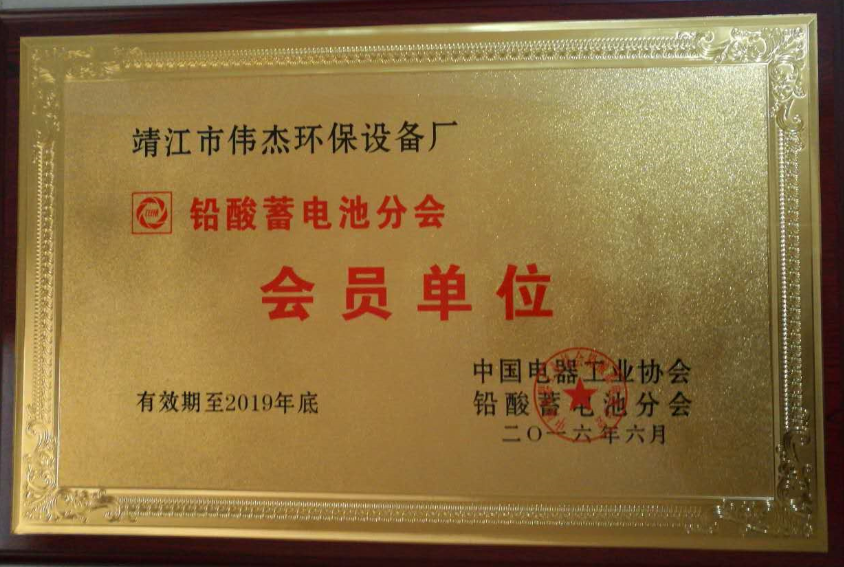 靖江市伟杰环保设备厂
铅酸蓄电池分会
会员单位
有效期至2019年底
中国电器工业协会
铅酸蓄电池分会
二〇一六年六月